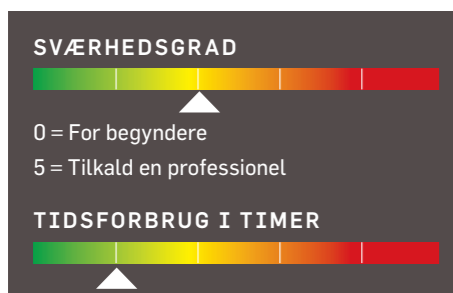 SVÆRHEDSGRAD
0 = For begyndere
5 = Tilkald en professionel
TIDSFORBRUG I TIMER